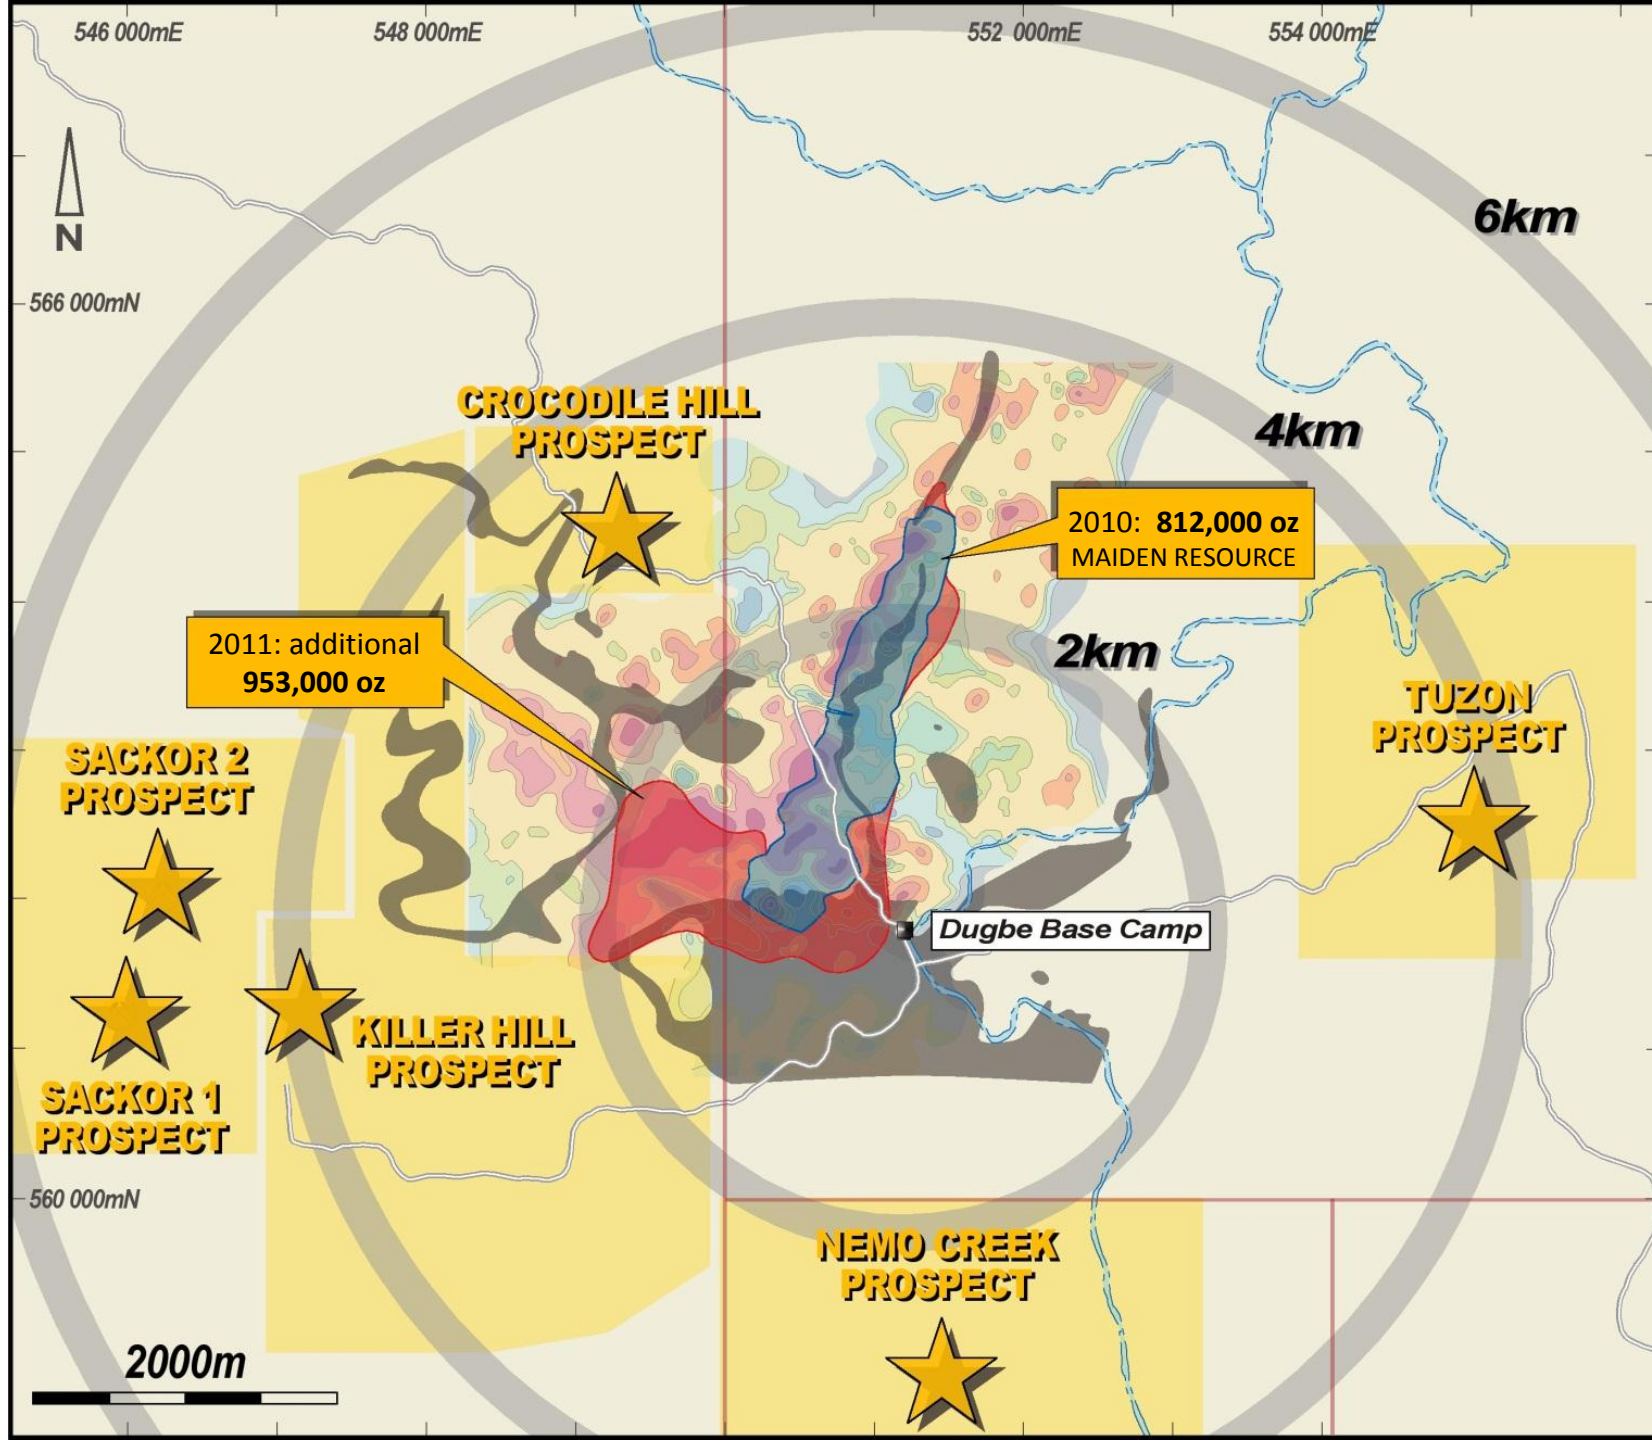 546 000mE
548 000mE
552 000mE
554 000mE
N
6km
566 000mN
CROCODILE HILL
PROSPECT
4km
2010: 812,000 oz
MAIDEN RESOURCE
2011: additional
953,000 oz
2km
TUZON
PROSPECT
SACKOR 2
PROSPECT
Dugbe Base Camp
KILLER HILL
PROSPECT
SACKOR 1
PROSPECT
560 000mN
NEMO CREEK
PROSPECT
2000m